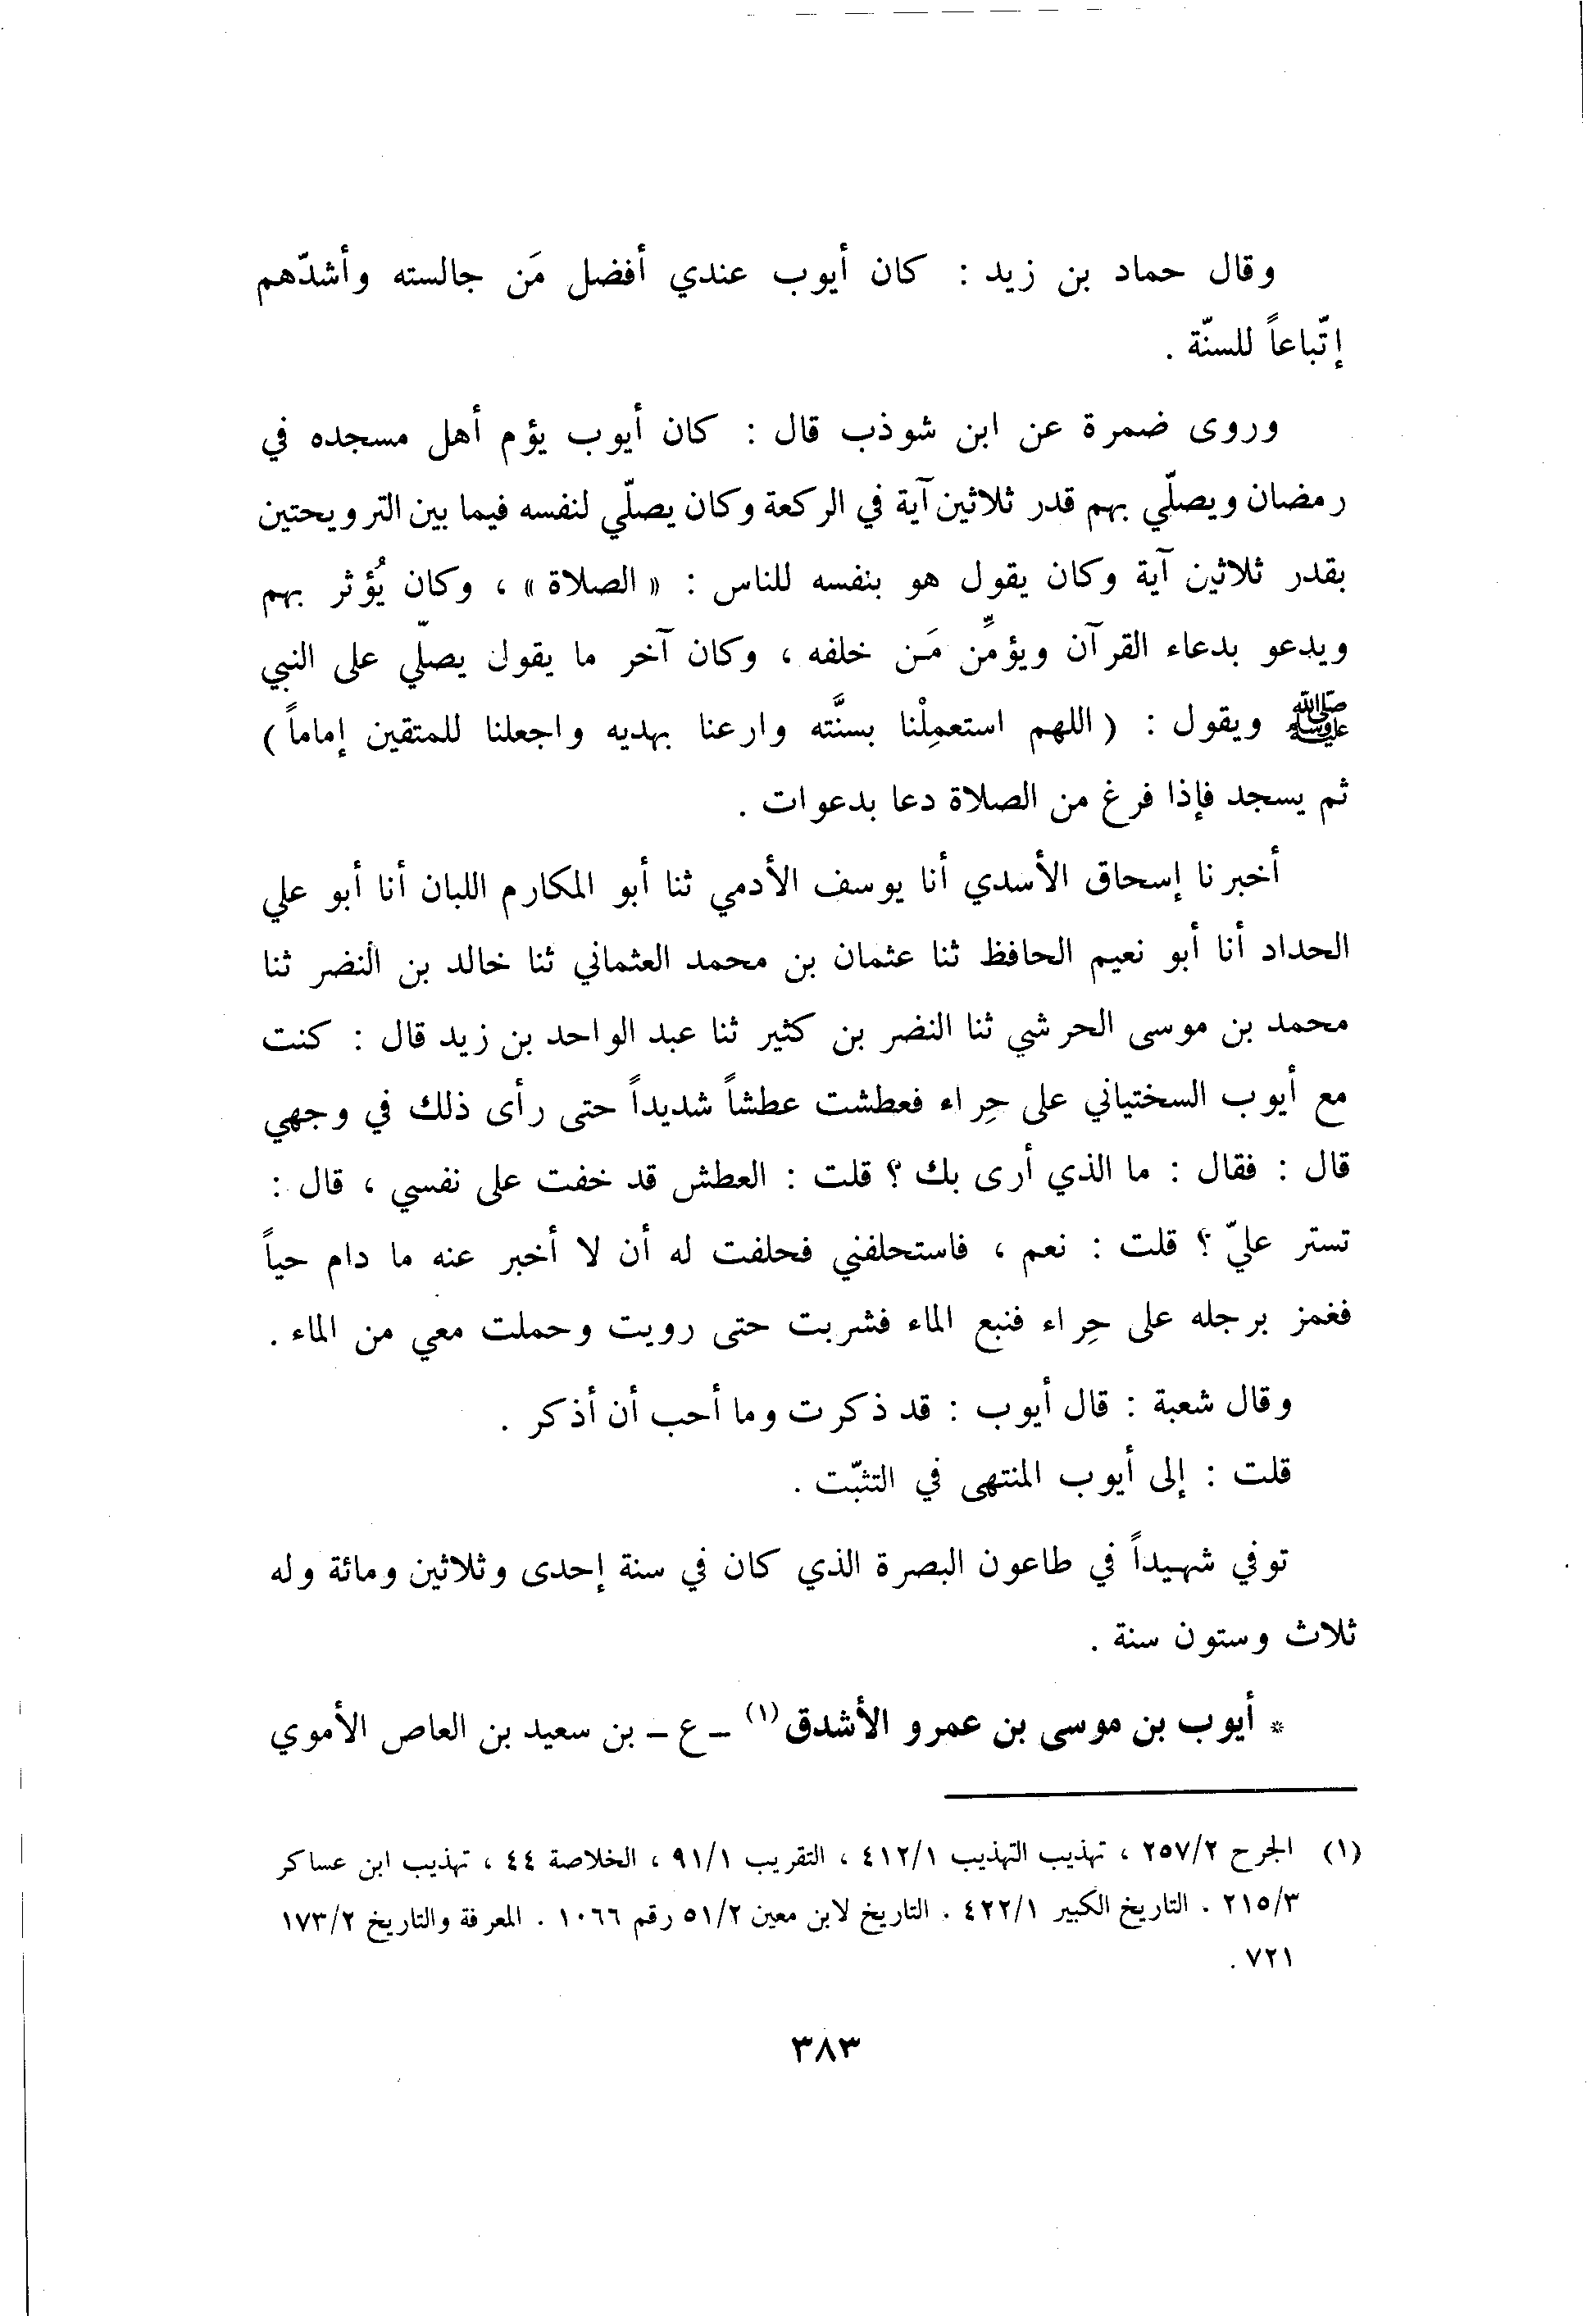 وقال حماد بن زيد : كان أيوب عندي أفضل مَن جالسته وأشدّهم
إتّباعاً للسنّة .
وروى ضمرة عن ابن شوذب قال : كان أيوب يؤم أهل مسجده في
رمضان ويصلّي بهم قدر ثلاثين آية في الركعة وكان يصلّي لنفسه فيما بين الترويحتين
بقدر ثلاثين آية وكان يقول هو بنفسه للناس : « الصلاة » ، وكان يُؤثر بهم
ويدعو بدعاء القرآن ويؤمِّن مَن خلفه ، وكان آخر ما يقول يصلّي على النبي
ﷺ ويقول : ( اللهم استعمِلْنا بسنَّته وارعنا بهديه واجعلنا للمتقين إماماً )
ثم يسجد فإذا فرغ من الصلاة دعا بدعوات .
أخبرنا إسحاق الأسدي أنا يوسف الأدمي ثنا أبو المكارم اللبان أنا أبو علي
الحداد أنا أبو نعيم الحافظ ثنا عثمان بن محمد العثماني ثنا خالد بن النضر ثنا
محمد بن موسى الحرشي ثنا النضر بن كثير ثنا عبد الواحد بن زيد قال : كنت
مع أيوب السختياني على حِراء فعطشت عطشاً شديداً حتى رأى ذلك في وجهي
قال : فقال : ما الذي أرى بك ؟ قلت : العطش قد خفت على نفسي ، قال :
تستر عليّ ؟ قلت : نعم ، فاستحلفني فحلفت له أن لا أخبر عنه ما دام حياً
فغمز برجله على حِراء فنبع الماء فشربت حتى رويت وحملت معي من الماء .
وقال شعبة : قال أيوب : قد ذكرت وما أحب أن أذكر .
قلت : إلى أيوب المنتهى في التثبّت .
توفي شهيداً في طاعون البصرة الذي كان في سنة إحدى وثلاثين ومائة وله
ثلاث وستون سنة .
* أيوب بن موسى بن عمرو الأشدق (١) ـ ع ـ بن سعيد بن العاص الأموي
(١) الجرح ٢٥٧/٢ ، تهذيب التهذيب ٤١٢/١ ، التقريب ٩١/١ ، الخلاصة ٤٤ ، تهذيب ابن عساكر
٢١٥/٣ . التاريخ الكبير ٤٢٢/١ . التاريخ لابن معين ٥١/٢ رقم ١٠٦٦ . المعرفة والتاريخ ١٧٣/٢
٧٢١ .
٣٨٣